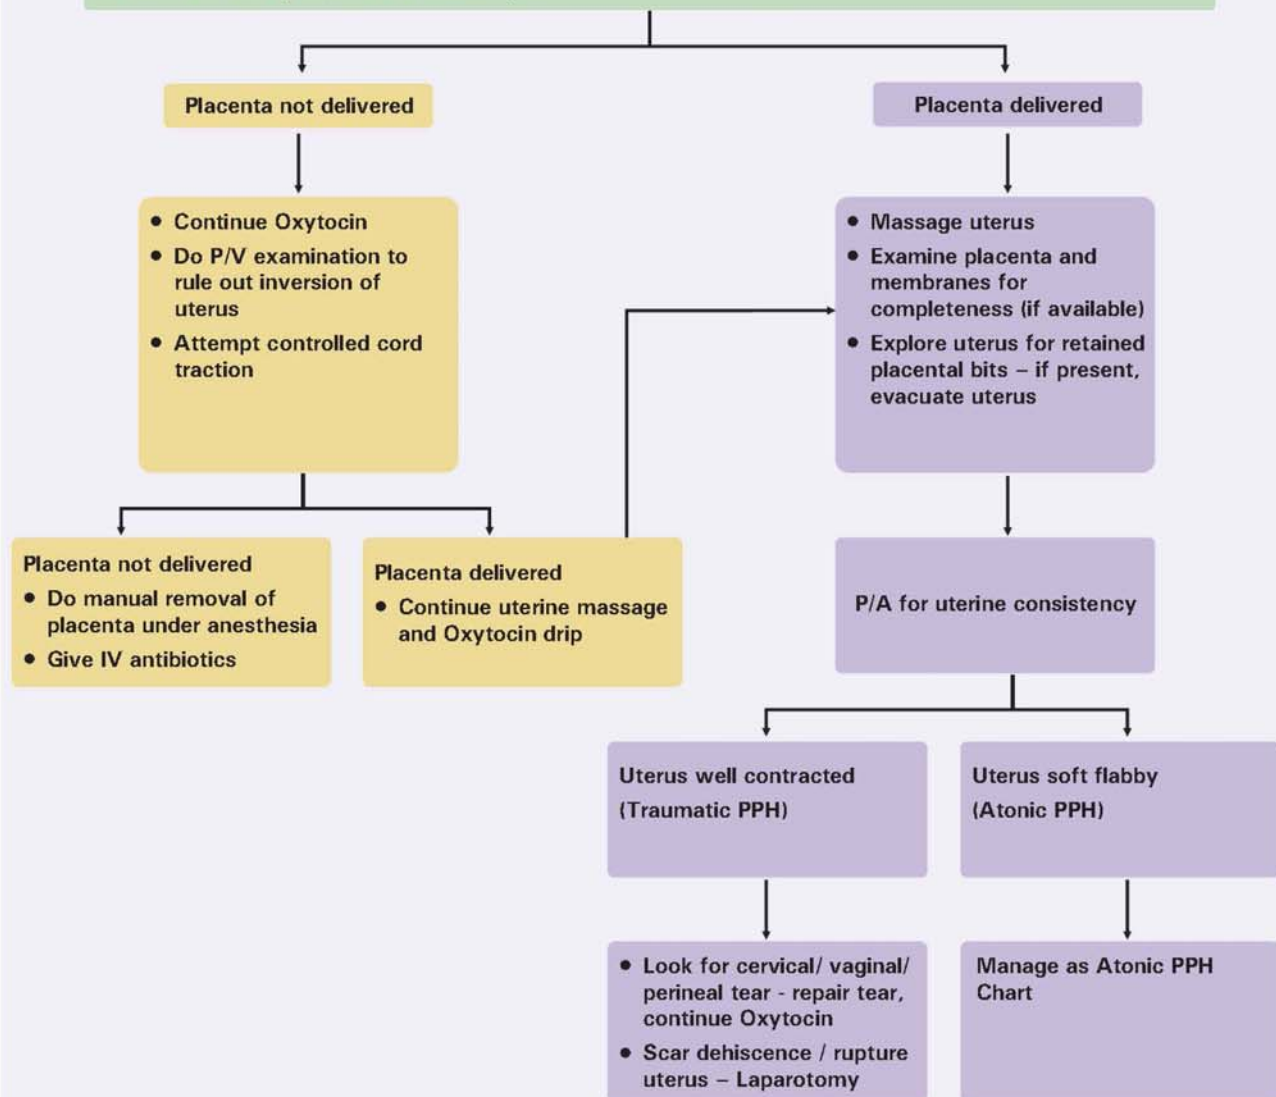 Placenta not delivered
Placenta delivered
• Continue Oxytocin
• Do P/V examination to
rule out inversion of
uterus
• Attempt controlled cord
traction
• Massage uterus
• Examine placenta and
membranes for
completeness (if available)
• Explore uterus for retained
placental bits – if present,
evacuate uterus
Placenta not delivered
• Do manual removal of
placenta under anesthesia
• Give IV antibiotics
Placenta delivered
• Continue uterine massage
and Oxytocin drip
P/A for uterine consistency
Uterus well contracted
(Traumatic PPH)
Uterus soft flabby
(Atonic PPH)
• Look for cervical/ vaginal/
perineal tear - repair tear,
continue Oxytocin
• Scar dehiscence / rupture
uterus – Laparotomy
Manage as Atonic PPH
Chart